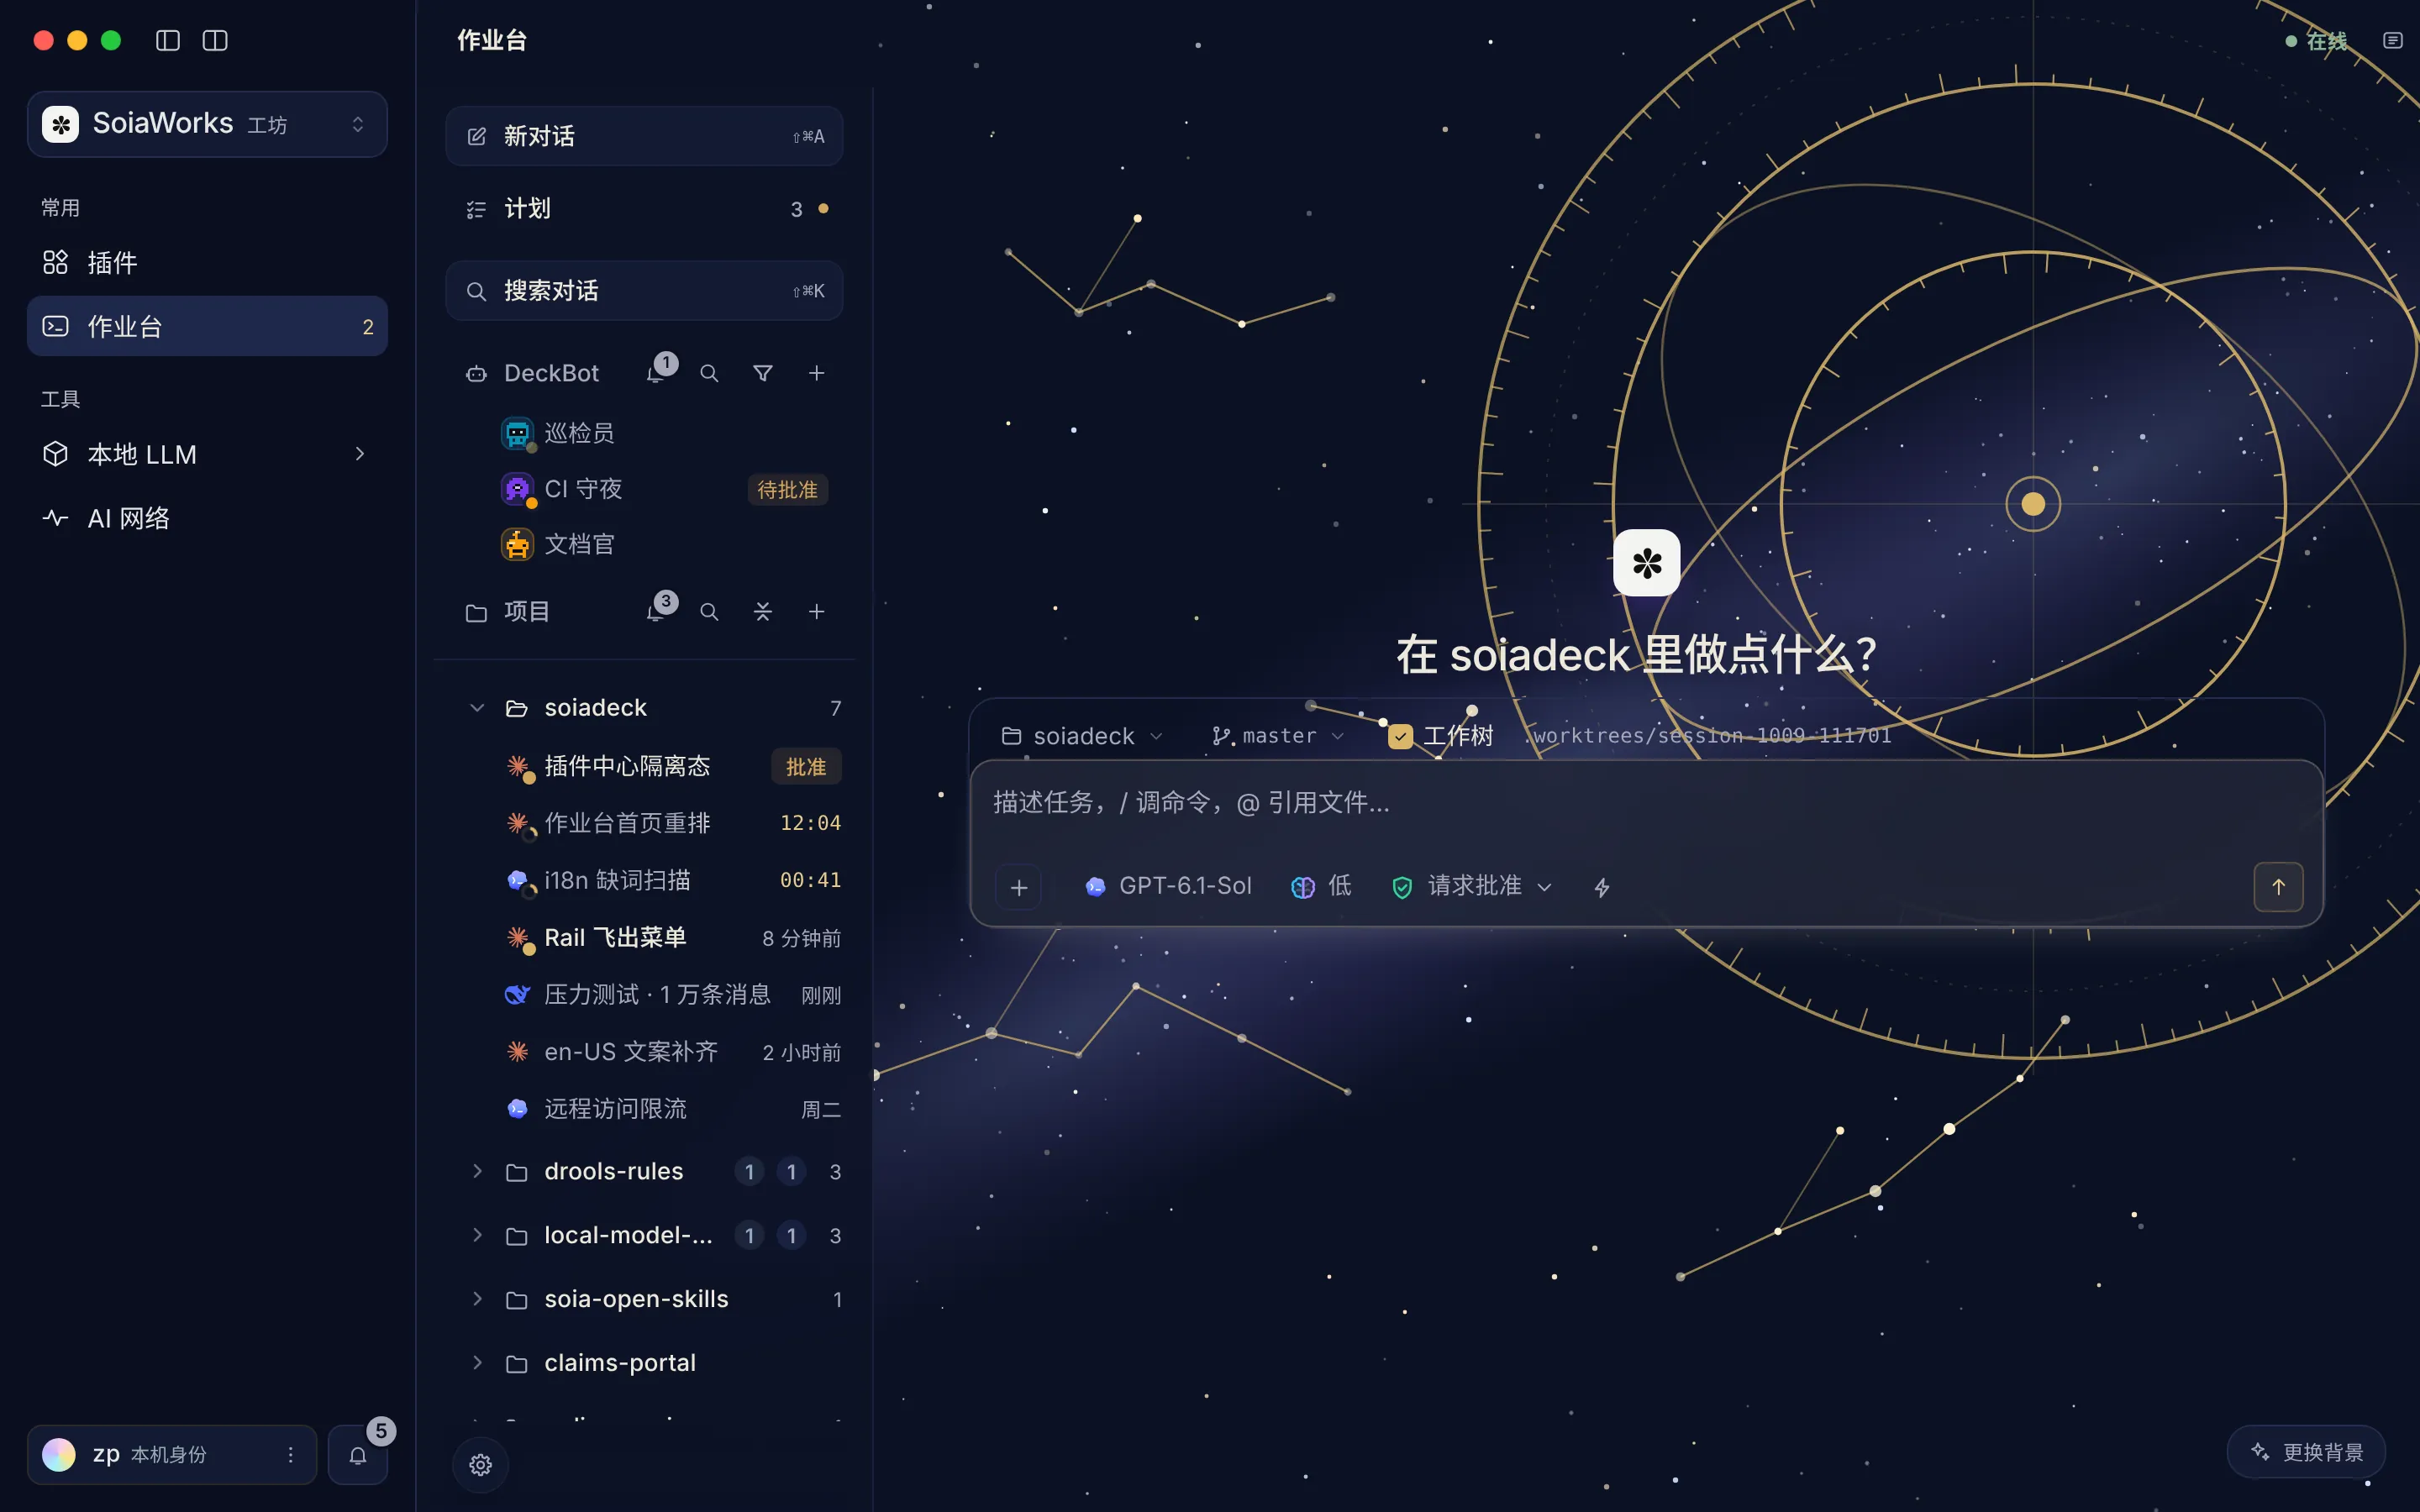 作业台
在线
SoiaWorks 工坊
常用
插件
作业台 2
工具
本地 LLM
AI 网络
zp 本机身份
5
新对话 ⇧⌘A
计划 3
搜索对话 ⇧⌘K
DeckBot 1
巡检员
CI 守夜 待批准
文档官
项目 3
soiadeck 7
插件中心隔离态 批准
作业台首页重排 12:04
i18n 缺词扫描 00:41
Rail 飞出菜单 8 分钟前
压力测试 · 1 万条消息 刚刚
en-US 文案补齐 2 小时前
远程访问限流 周二
drools-rules 1 1 3
local-model-... 1 1 3
soia-open-skills 1
claims-portal
在 soiadeck 里做点什么？
soiadeck master 工作树 .worktrees/session-1009-111701
描述任务，/ 调命令，@ 引用文件...
GPT-6.1-Sol 低 请求批准
更换背景